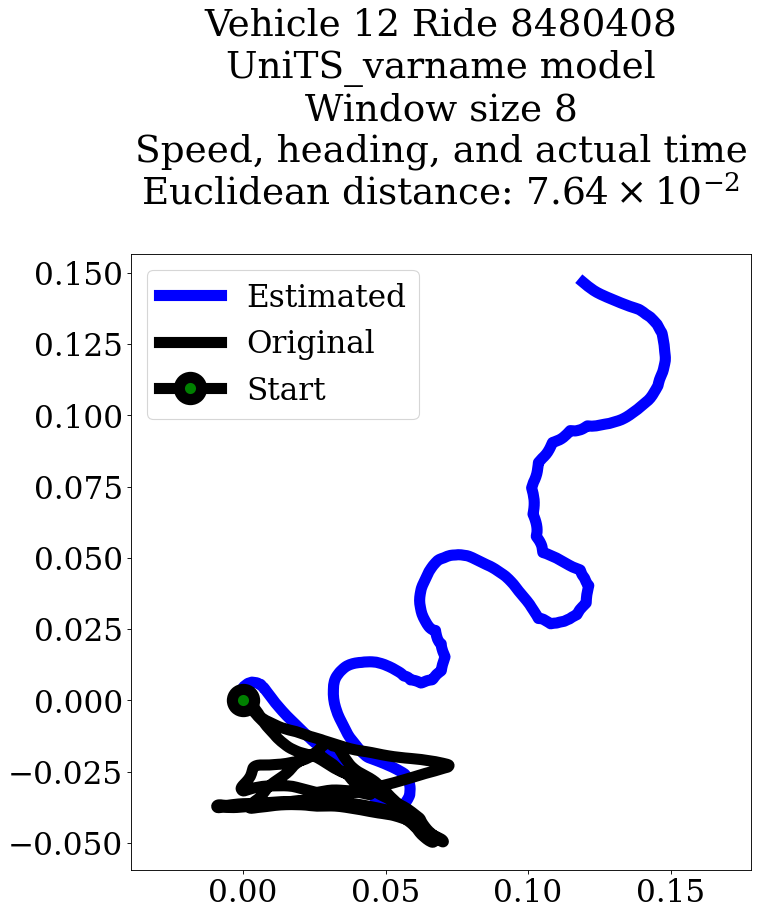 Vehicle 12 Ride 8480408
UniTS_varname model
Window size 8
Speed, heading, and actual time
Euclidean distance: 7.64 × 10⁻²
Estimated
Original
Start
0.150
0.125
0.100
0.075
0.050
0.025
0.000
−0.025
−0.050
0.00 0.05 0.10 0.15